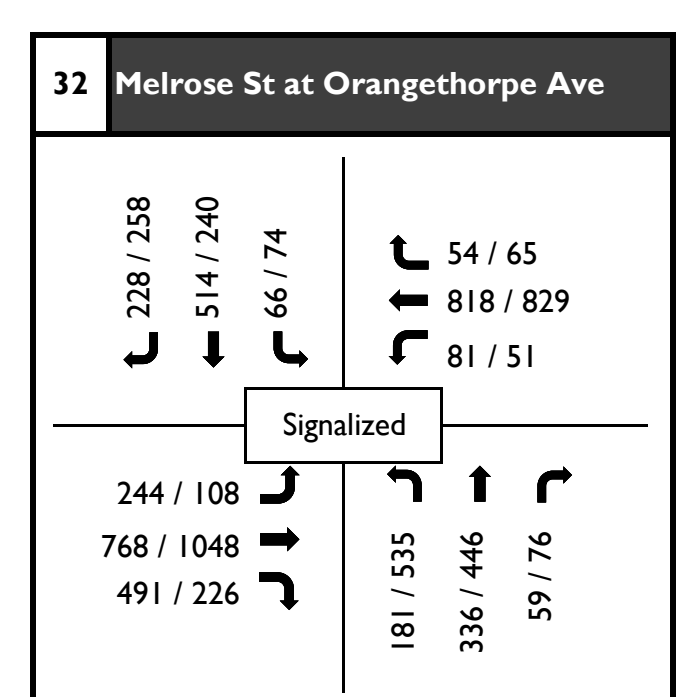 32 Melrose St at Orangethorpe Ave
228 / 258
514 / 240
66 / 74
54 / 65
818 / 829
81 / 51
Signalized
244 / 108
768 / 1048
491 / 226
181 / 535
336 / 446
59 / 76